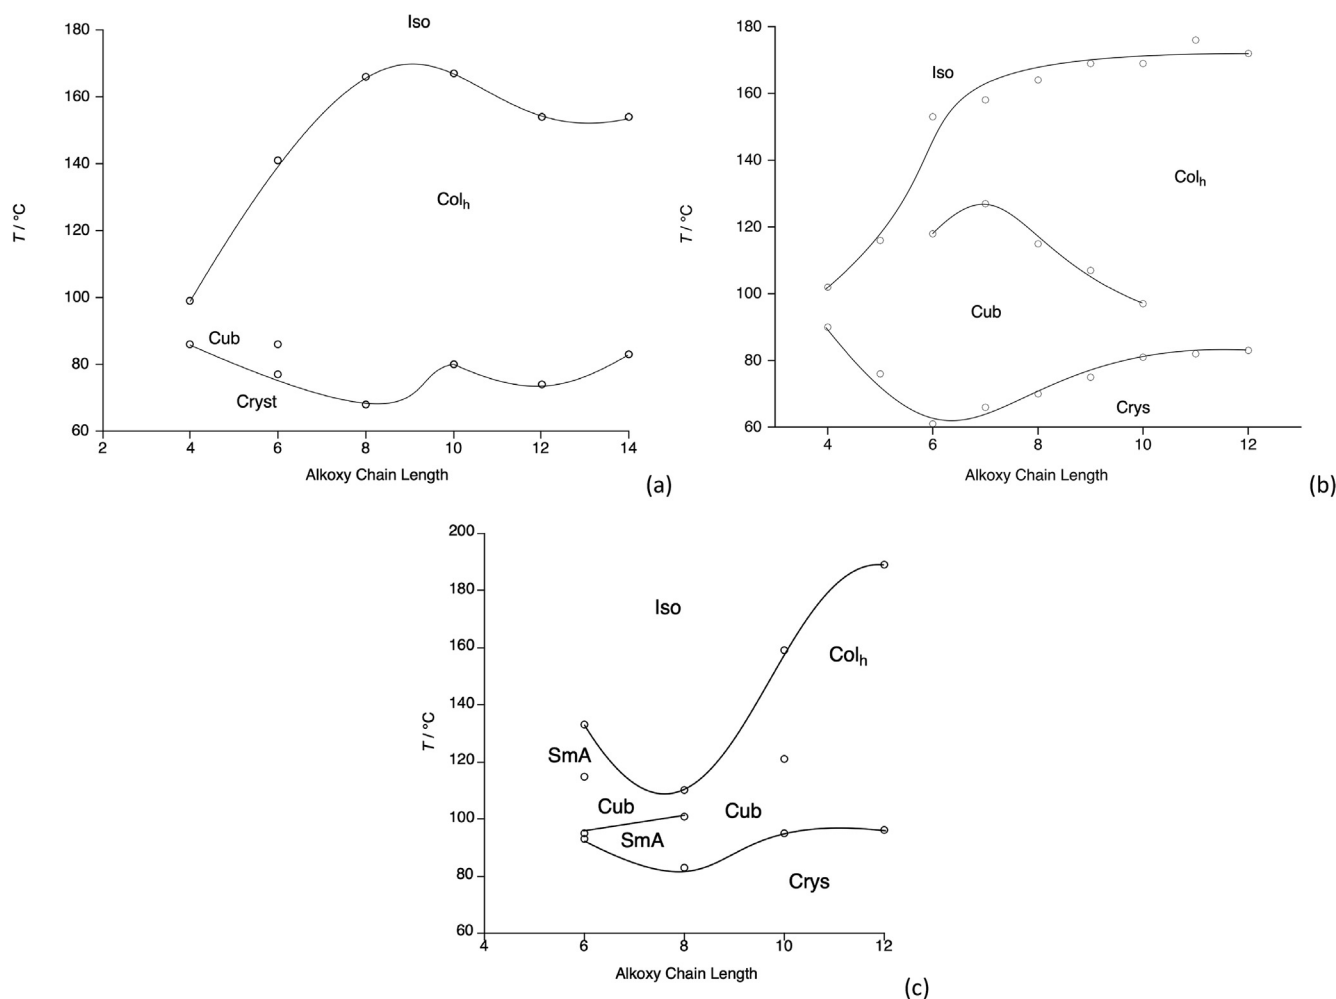 Iso
180
160
140
120
100
80
60
T / °C
Col_h
Cub
Cryst
2 4 6 8 10 12 14
Alkoxy Chain Length
(a)
180
160
140
120
100
80
60
T / °C
Iso
Col_h
Cub
Crys
4 6 8 10 12
Alkoxy Chain Length
(b)
200
180
160
140
120
100
80
60
T / °C
Iso
Col_h
SmA
Cub
Cub
SmA
Crys
4 6 8 10 12
Alkoxy Chain Length
(c)